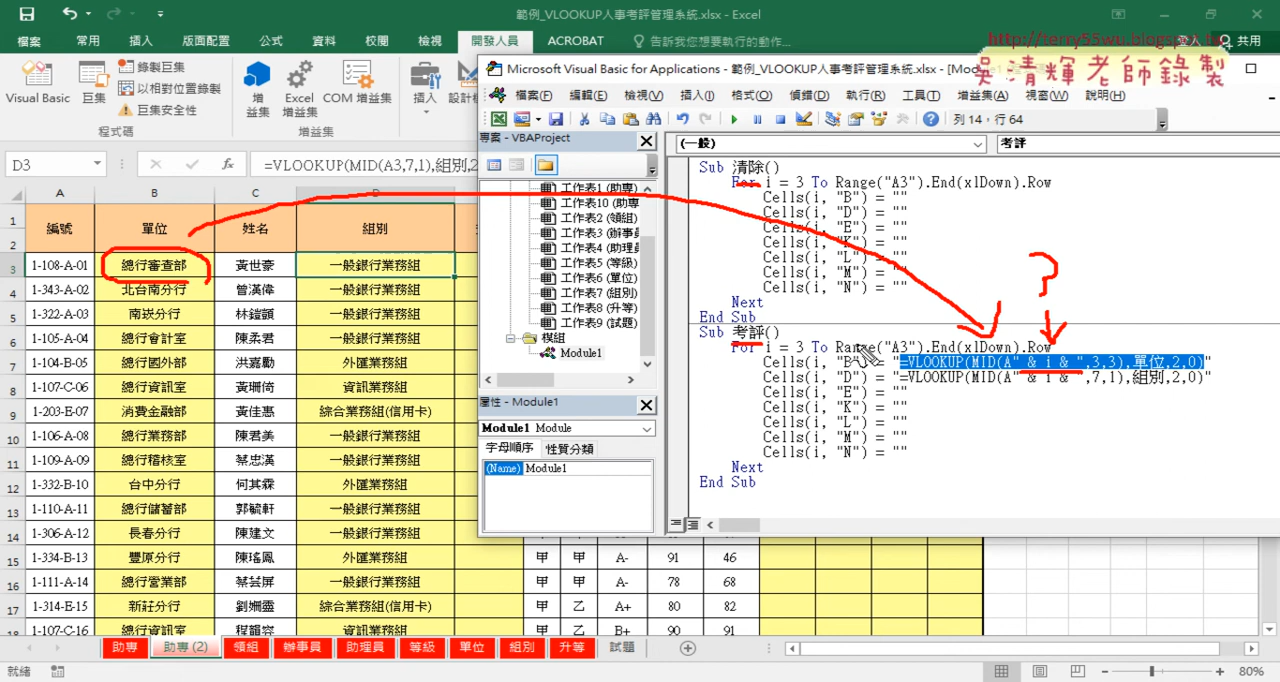 範例_VLOOKUP人事考評管理系統.xlsx - Excel
檔案 常用 插入 版面配置 公式 資料 校閱 檢視 開發人員 ACROBAT 告訴我您想要執行的動作... 登入 共用
http://terry55wu.blogspot.tw
吳清輝老師錄製
Visual Basic 巨集 錄製巨集 以相對位置錄製 巨集安全性 增益集 Excel 增益集 COM 增益集 插入
程式碼 增益集
D3 =VLOOKUP(MID(A3,7,1),組別,2
Microsoft Visual Basic for Applications - 範例_VLOOKUP人事考評管理系統.xlsx - [Mod
檔案(F) 編輯(E) 檢視(V) 插入(I) 格式(O) 偵錯(D) 執行(R) 工具(T) 增益集(A) 視窗(W) 說明(H)
列 14，行 64
專案 - VBAProject
工作表1 (助專)
工作表10 (助專
工作表2 (領組)
工作表3 (辦事員
工作表4 (助理員
工作表5 (等級)
工作表6 (單位)
工作表7 (組別)
工作表8 (升等)
工作表9 (試題)
模組
Module1
屬性 - Module1
Module1 Module
字母順序 性質分類
(Name) Module1
(一般) 考評
Sub 清除()
For i = 3 To Range("A3").End(xlDown).Row
Cells(i, "B") = ""
Cells(i, "D") = ""
Cells(i, "E") = ""
Cells(i, "K") = ""
Cells(i, "L") = ""
Cells(i, "M") = ""
Cells(i, "N") = ""
Next
End Sub
?
Sub 考評()
For i = 3 To Range("A3").End(xlDown).Row
Cells(i, "B") = "=VLOOKUP(MID(A" & i & ",3,3),單位,2,0)"
Cells(i, "D") = "=VLOOKUP(MID(A" & i & ",7,1),組別,2,0)"
Cells(i, "E") = ""
Cells(i, "K") = ""
Cells(i, "L") = ""
Cells(i, "M") = ""
Cells(i, "N") = ""
Next
End Sub
A B C D
1 編號 單位 姓名 組別
2
3 1-108-A-01 總行審查部 黃世豪 一般銀行業務組
4 1-343-A-02 北台南分行 曾漢偉 一般銀行業務組
5 1-322-A-03 南崁分行 林鎧頡 一般銀行業務組
6 1-105-A-04 總行會計室 陳柔君 一般銀行業務組
7 1-104-B-05 總行國外部 洪嘉勳 外匯業務組
8 1-107-C-06 總行資訊室 黃珊倚 資訊業務組
9 1-203-E-07 消費金融部 黃佳惠 綜合業務組(信用卡)
10 1-106-A-08 總行業務部 陳君美 一般銀行業務組
11 1-109-A-09 總行稽核室 蔡忠漢 一般銀行業務組
12 1-332-B-10 台中分行 何其霖 外匯業務組
13 1-110-A-11 總行儲蓄部 郭毓軒 一般銀行業務組
14 1-306-A-12 長春分行 陳建文 一般銀行業務組
15 1-334-B-13 豐原分行 陳瑤鳳 外匯業務組 甲 甲 A- 91 46
16 1-111-A-14 總行營業部 蔡芸屏 一般銀行業務組 甲 甲 A- 78 68
17 1-314-E-15 新莊分行 劉姍靈 綜合業務組(信用卡) 甲 乙 A+ 80 82
18 1-107-C-16 總行資訊室 程韻容 資訊業務組 甲 乙 B+ 90 91
助專 助專 (2) 領組 辦事員 助理員 等級 單位 組別 升等 試題
就緒 80%